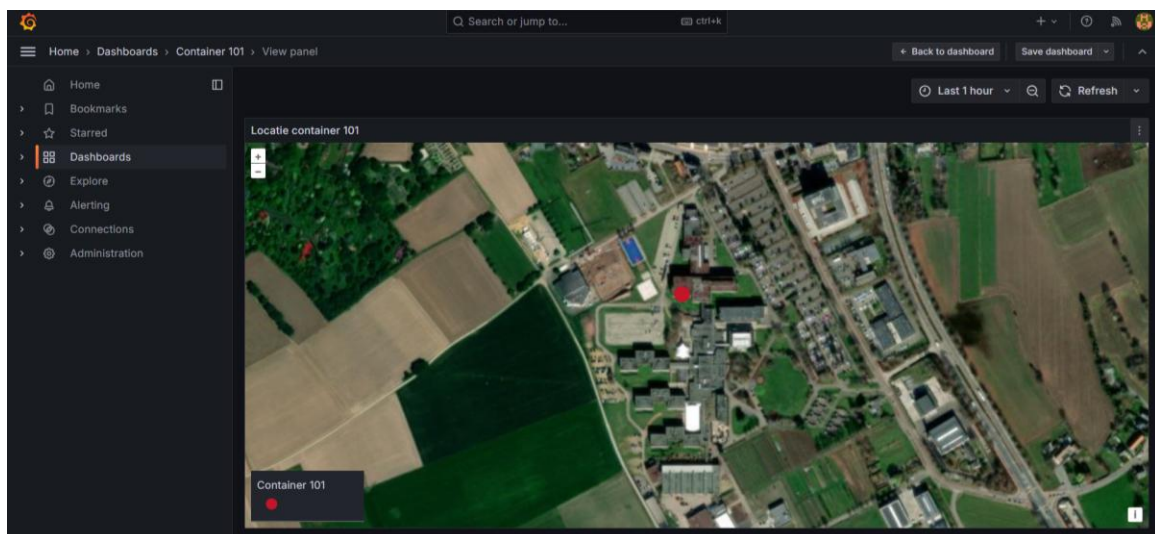 Search or jump to... ctrl+k
Home › Dashboards › Container 101 › View panel
Back to dashboard
Save dashboard
Home
Last 1 hour
Refresh
Bookmarks
Starred
Locatie container 101
Dashboards
+
-
Explore
Alerting
Connections
Administration
Container 101
i